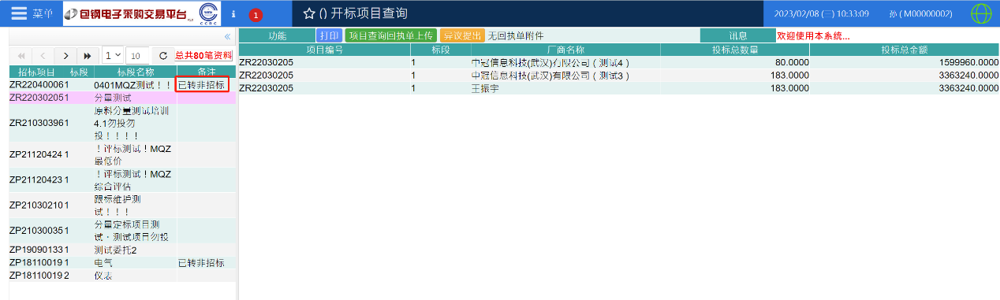 菜单 包钢电子采购交易平台 V1.0 CCRC i 1 ☆ () 开标项目查询 2023/02/08 (三) 10:33:09 孙 ( M00000002)
« 功能 打印 项目查询回执单上传 异议提出 无回执单附件 讯息 欢迎使用本系统...
1 10 总共80笔资料
招标项目 标段 标段名称 备注
ZR22040006 1 0401MQZ测试！！ 已转非招标
ZR22030205 1 分量测试
ZR21030396 1 原料分量测试培训
4.1勿投勿
投！！！！
ZP21120424 1 ！评标测试！MQZ
最低价
ZP21120423 1 ！评标测试！MQZ
综合评估
ZP21030210 1 跟标维护测
试！！！
ZP21030035 1 分量定标项目测
试·测试项目勿投
ZP19090133 1 测试委托2
ZP18110019 1 电气 已转非招标
ZP18110019 2 仪表
项目编号 标段 厂商名称 投标总数量 投标总金额
ZR22030205 1 中冠信息科技(武汉)有限公司（测试4） 80.0000 1599960.0000
ZR22030205 1 中冠信息科技(武汉)有限公司（测试3） 183.0000 3363240.0000
ZR22030205 1 王振宇 183.0000 3363240.0000